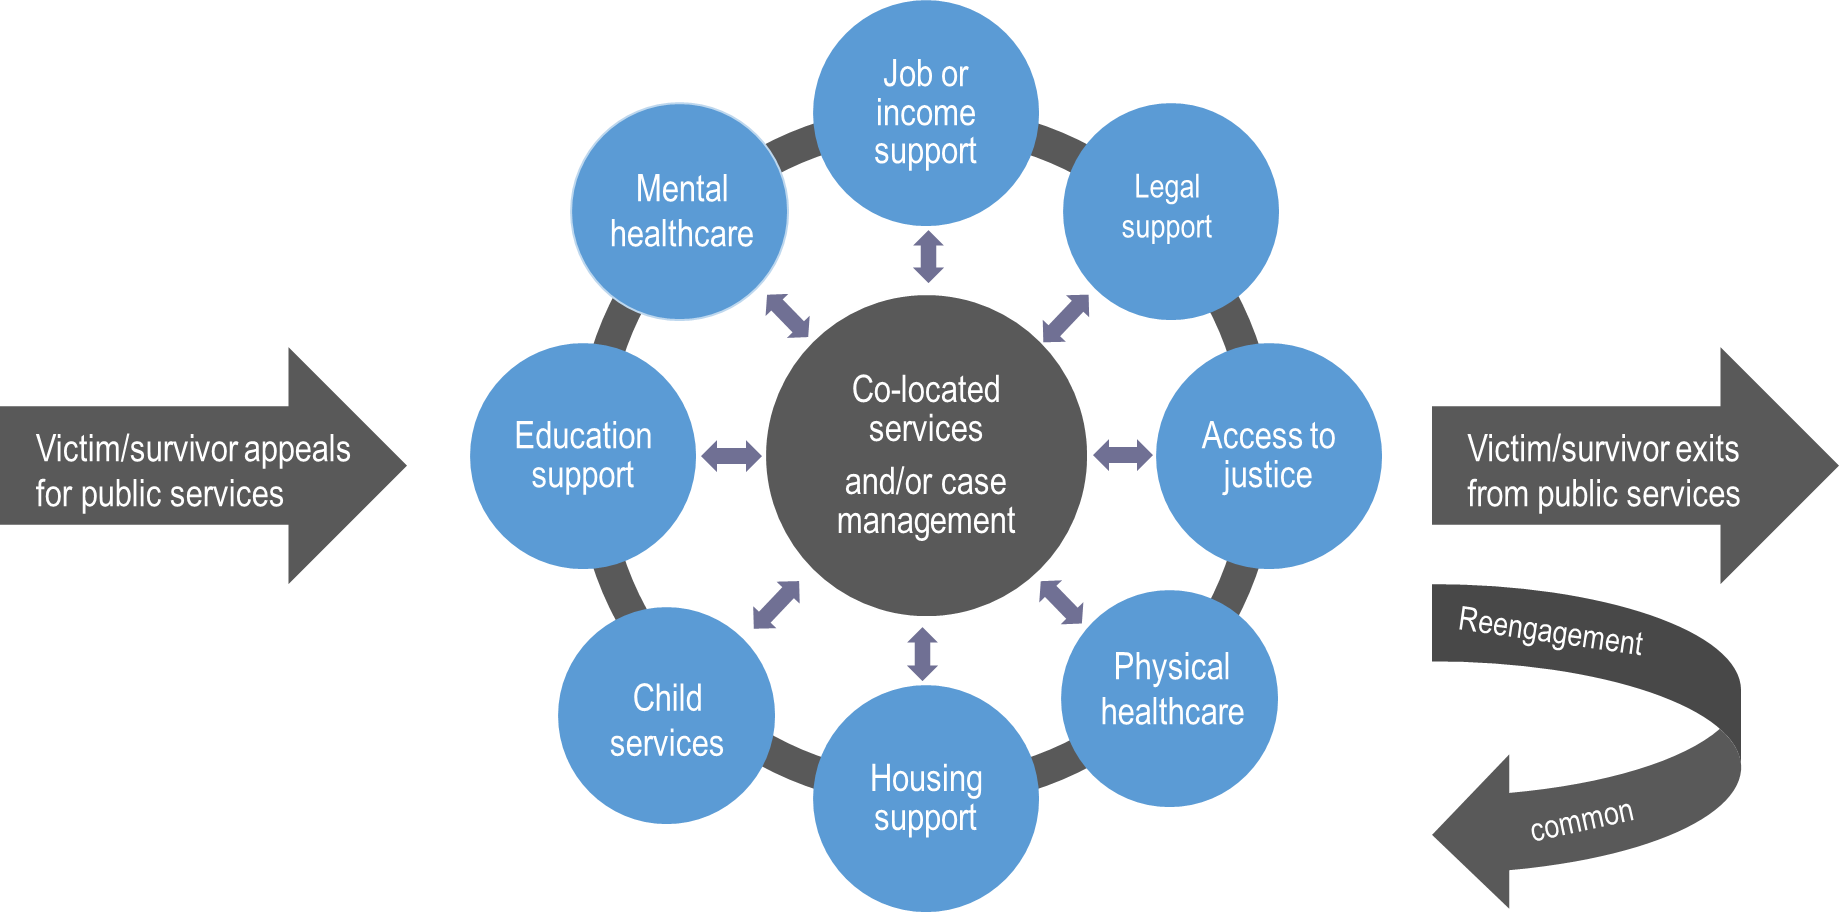 Victim/survivor appeals
for public services
Job or
income
support
Mental
healthcare
Legal
support
Education
support
Co-located
services
and/or case
management
Access to
justice
Child
services
Housing
support
Physical
healthcare
Victim/survivor exits
from public services
Reengagement
common